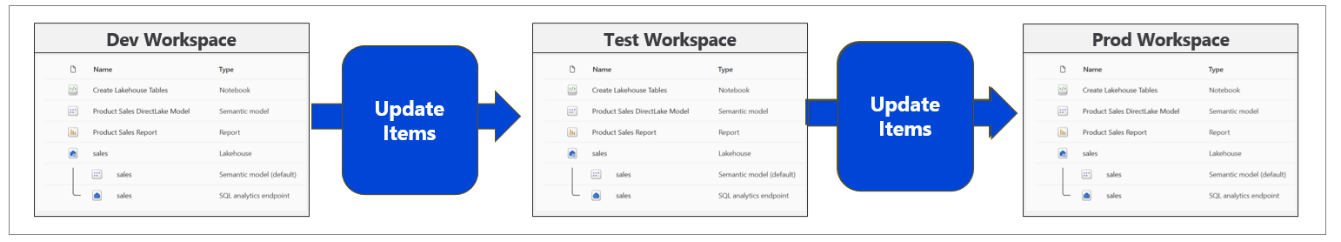 Dev Workspace
Name Type
Create Lakehouse Tables Notebook
Product Sales DirectLake Model Semantic model
Product Sales Report Report
sales Lakehouse
sales Semantic model (default)
sales SQL analytics endpoint
Update
Items
Test Workspace
Name Type
Create Lakehouse Tables Notebook
Product Sales DirectLake Model Semantic model
Product Sales Report Report
sales Lakehouse
sales Semantic model (default)
sales SQL analytics endpoint
Update
Items
Prod Workspace
Name Type
Create Lakehouse Tables Notebook
Product Sales DirectLake Model Semantic model
Product Sales Report Report
sales Lakehouse
sales Semantic model (default)
sales SQL analytics endpoint